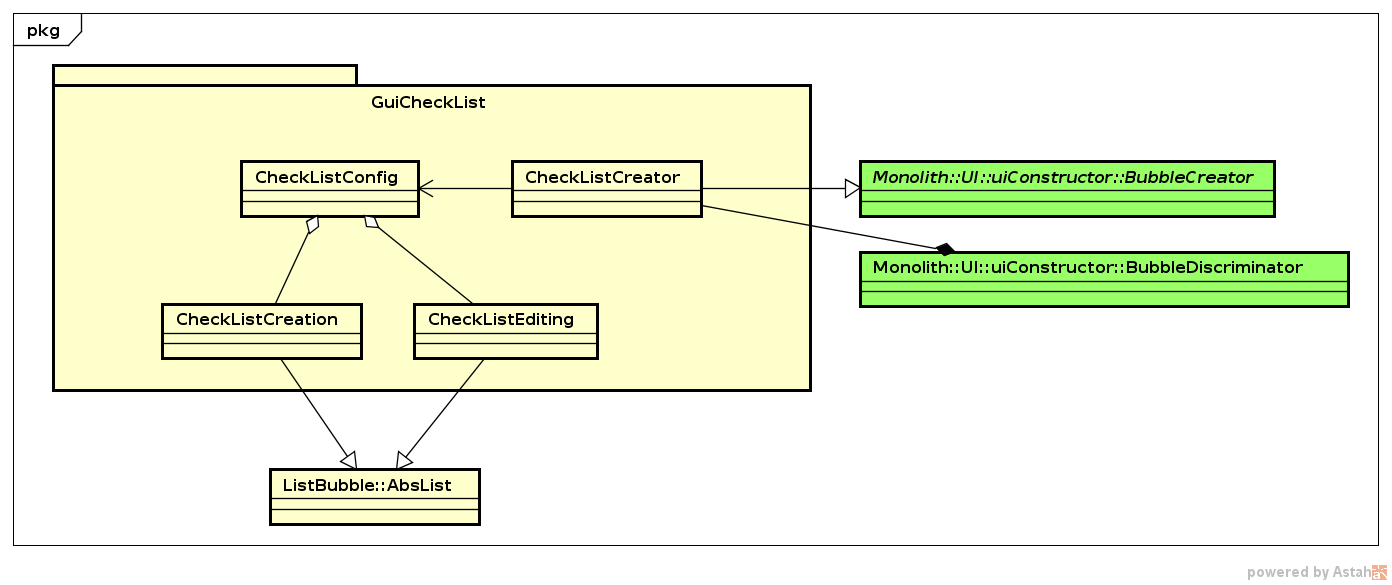 pkg
GuiCheckList
CheckListConfig
CheckListCreator
Monolith::UI::uiConstructor::BubbleCreator
Monolith::UI::uiConstructor::BubbleDiscriminator
CheckListCreation
CheckListEditing
ListBubble::AbsList
powered by Astah